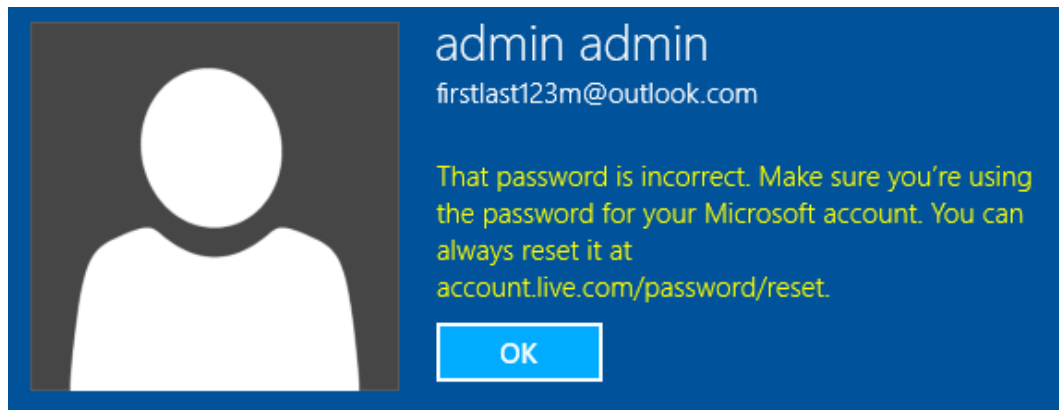 admin admin
firstlast123m@outlook.com
That password is incorrect. Make sure you’re using
the password for your Microsoft account. You can
always reset it at
account.live.com/password/reset.
OK